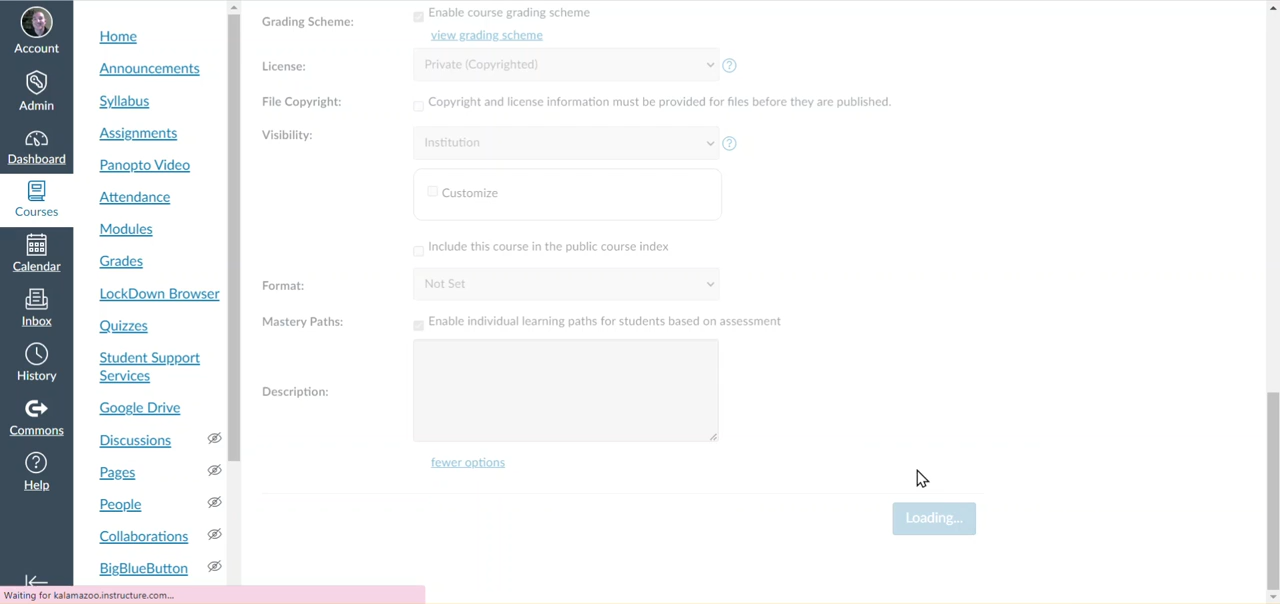 Account
Admin
Dashboard
Courses
Calendar
Inbox
History
Commons
Help
Home
Announcements
Syllabus
Assignments
Panopto Video
Attendance
Modules
Grades
LockDown Browser
Quizzes
Student Support
Services
Google Drive
Discussions
Pages
People
Collaborations
BigBlueButton
Grading Scheme:
Enable course grading scheme
view grading scheme
License:
Private (Copyrighted)
?
File Copyright:
Copyright and license information must be provided for files before they are published.
Visibility:
Institution
?
Customize
Include this course in the public course index
Format:
Not Set
Mastery Paths:
Enable individual learning paths for students based on assessment
Description:
fewer options
Loading...
Waiting for kalamazoo.instructure.com...